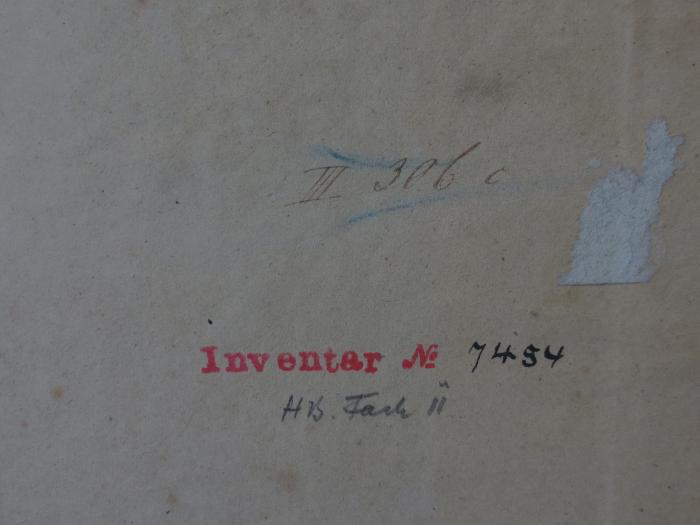 III 306 c
Inventar № 7454
HB. Fach II